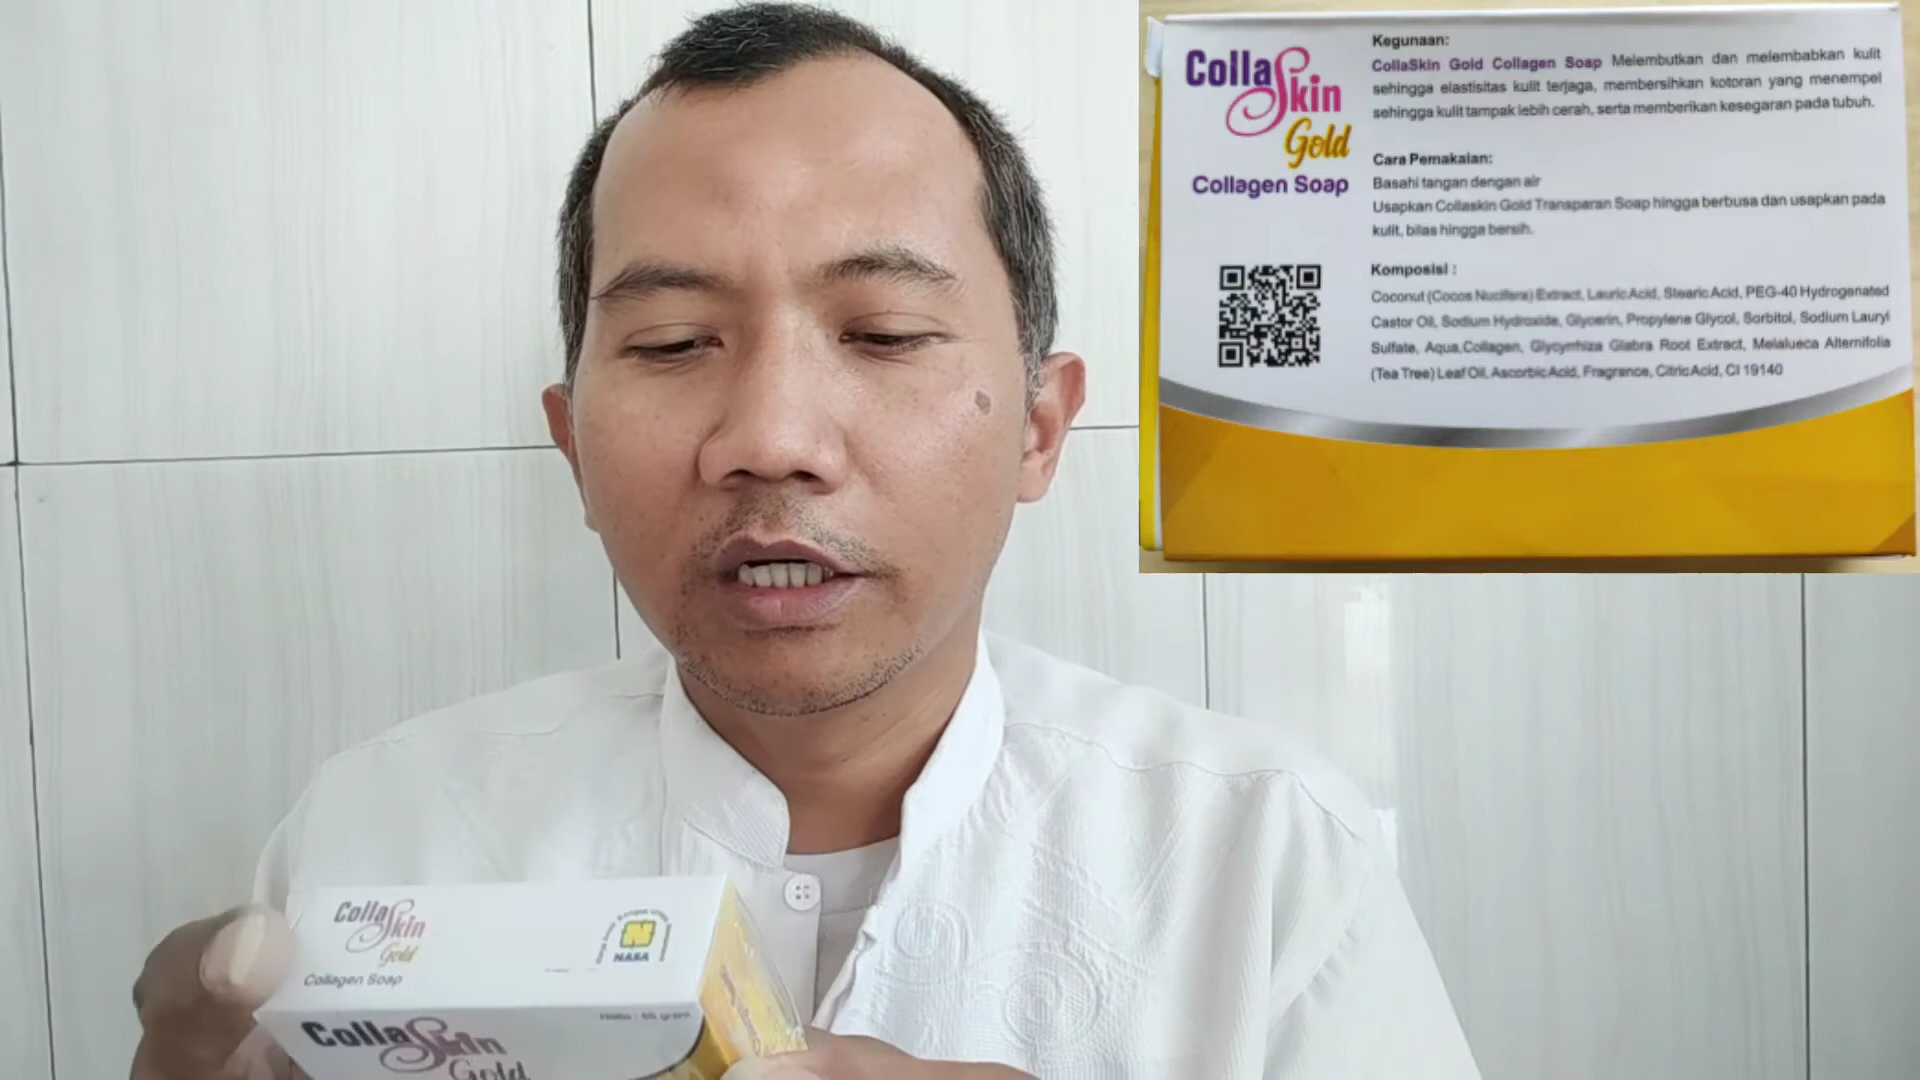 CollaSkin
Gold
Collagen Soap
Kegunaan:
CollaSkin Gold Collagen Soap Melembutkan dan melembabkan kulit
sehingga elastisitas kulit terjaga, membersihkan kotoran yang menempel
sehingga kulit tampak lebih cerah, serta memberikan kesegaran pada tubuh.
Cara Pemakaian:
Basahi tangan dengan air
Usapkan Collaskin Gold Transparan Soap hingga berbusa dan usapkan pada
kulit, bilas hingga bersih.
Komposisi :
Coconut (Cocos Nucifera) Extract, Lauric Acid, Stearic Acid, PEG-40 Hydrogenated
Castor Oil, Sodium Hydroxide, Glycerin, Propylene Glycol, Sorbitol, Sodium Lauryl
Sulfate, Aqua,Collagen, Glycyrrhiza Glabra Root Extract, Melaluca Alternifolia
(Tea Tree) Leaf Oil, Ascorbic Acid, Fragrance, Citric Acid, CI 19140
CollaSkin
Gold
Collagen Soap
N
NASA
CollaSkin
Gold
Netto : 65 gram